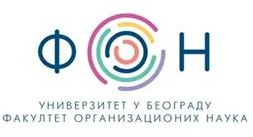 ФОН
УНИВЕРЗИТЕТ У БЕОГРАДУ
ФАКУЛТЕТ ОРГАНИЗАЦИОНИХ НАУКА